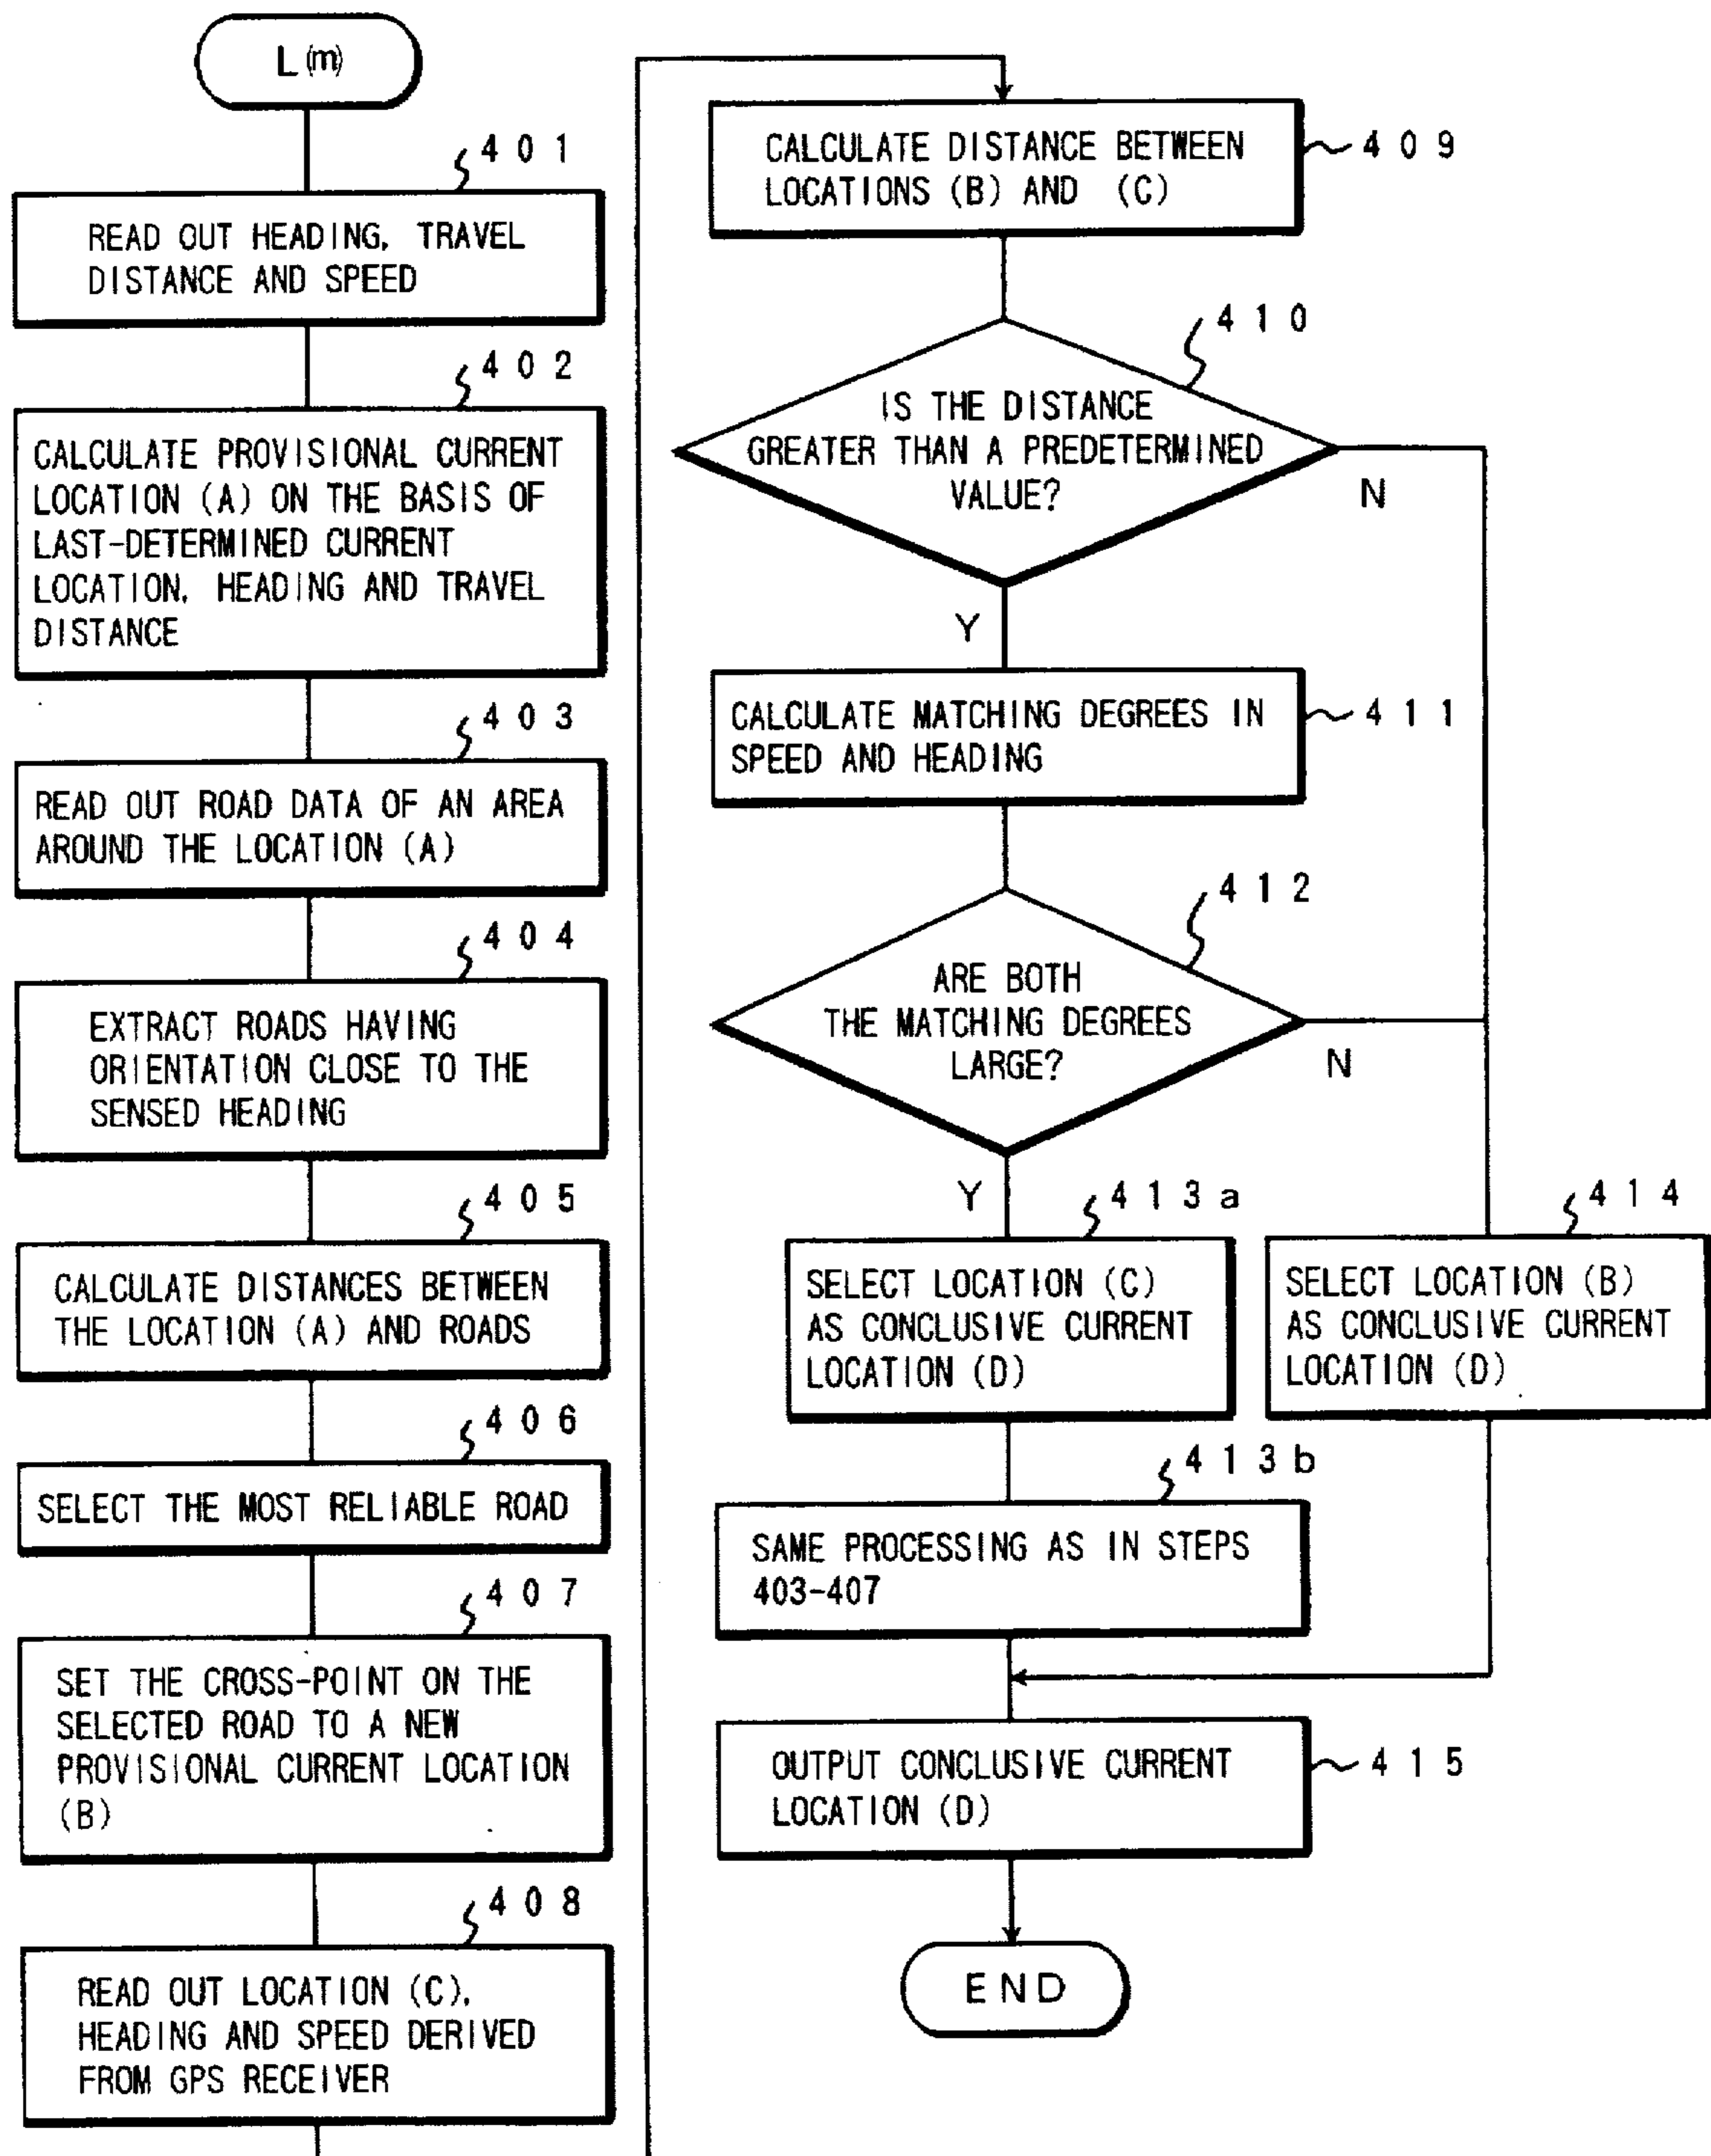 L(m)
401
READ OUT HEADING, TRAVEL
DISTANCE AND SPEED
402
CALCULATE PROVISIONAL CURRENT
LOCATION (A) ON THE BASIS OF
LAST-DETERMINED CURRENT
LOCATION, HEADING AND TRAVEL
DISTANCE
403
READ OUT ROAD DATA OF AN AREA
AROUND THE LOCATION (A)
404
EXTRACT ROADS HAVING
ORIENTATION CLOSE TO THE
SENSED HEADING
405
CALCULATE DISTANCES BETWEEN
THE LOCATION (A) AND ROADS
406
SELECT THE MOST RELIABLE ROAD
407
SET THE CROSS-POINT ON THE
SELECTED ROAD TO A NEW
PROVISIONAL CURRENT LOCATION
(B)
408
READ OUT LOCATION (C),
HEADING AND SPEED DERIVED
FROM GPS RECEIVER
CALCULATE DISTANCE BETWEEN
LOCATIONS (B) AND (C)
409
410
IS THE DISTANCE
GREATER THAN A PREDETERMINED
VALUE?
N
Y
CALCULATE MATCHING DEGREES IN
SPEED AND HEADING
411
412
ARE BOTH
THE MATCHING DEGREES
LARGE?
N
Y
413a
SELECT LOCATION (C)
AS CONCLUSIVE CURRENT
LOCATION (D)
414
SELECT LOCATION (B)
AS CONCLUSIVE CURRENT
LOCATION (D)
413b
SAME PROCESSING AS IN STEPS
403-407
OUTPUT CONCLUSIVE CURRENT
LOCATION (D)
415
END